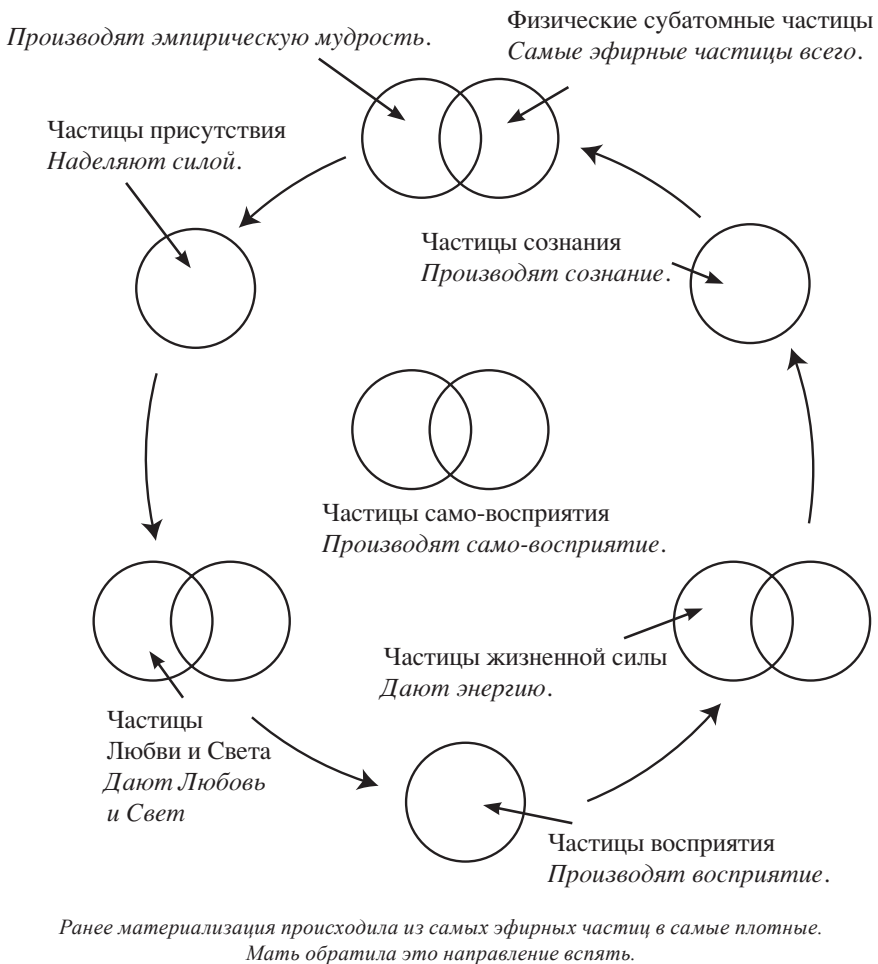 Производят эмпирическую мудрость.
Физические субатомные частицы
Самые эфирные частицы всего.
Частицы присутствия
Наделяют силой.
Частицы сознания
Производят сознание.
Частицы само-восприятия
Производят само-восприятие.
Частицы жизненной силы
Дают энергию.
Частицы
Любви и Света
Дают Любовь
и Свет
Частицы восприятия
Производят восприятие.
Ранее материализация происходила из самых эфирных частиц в самые плотные.
Мать обратила это направление вспять.